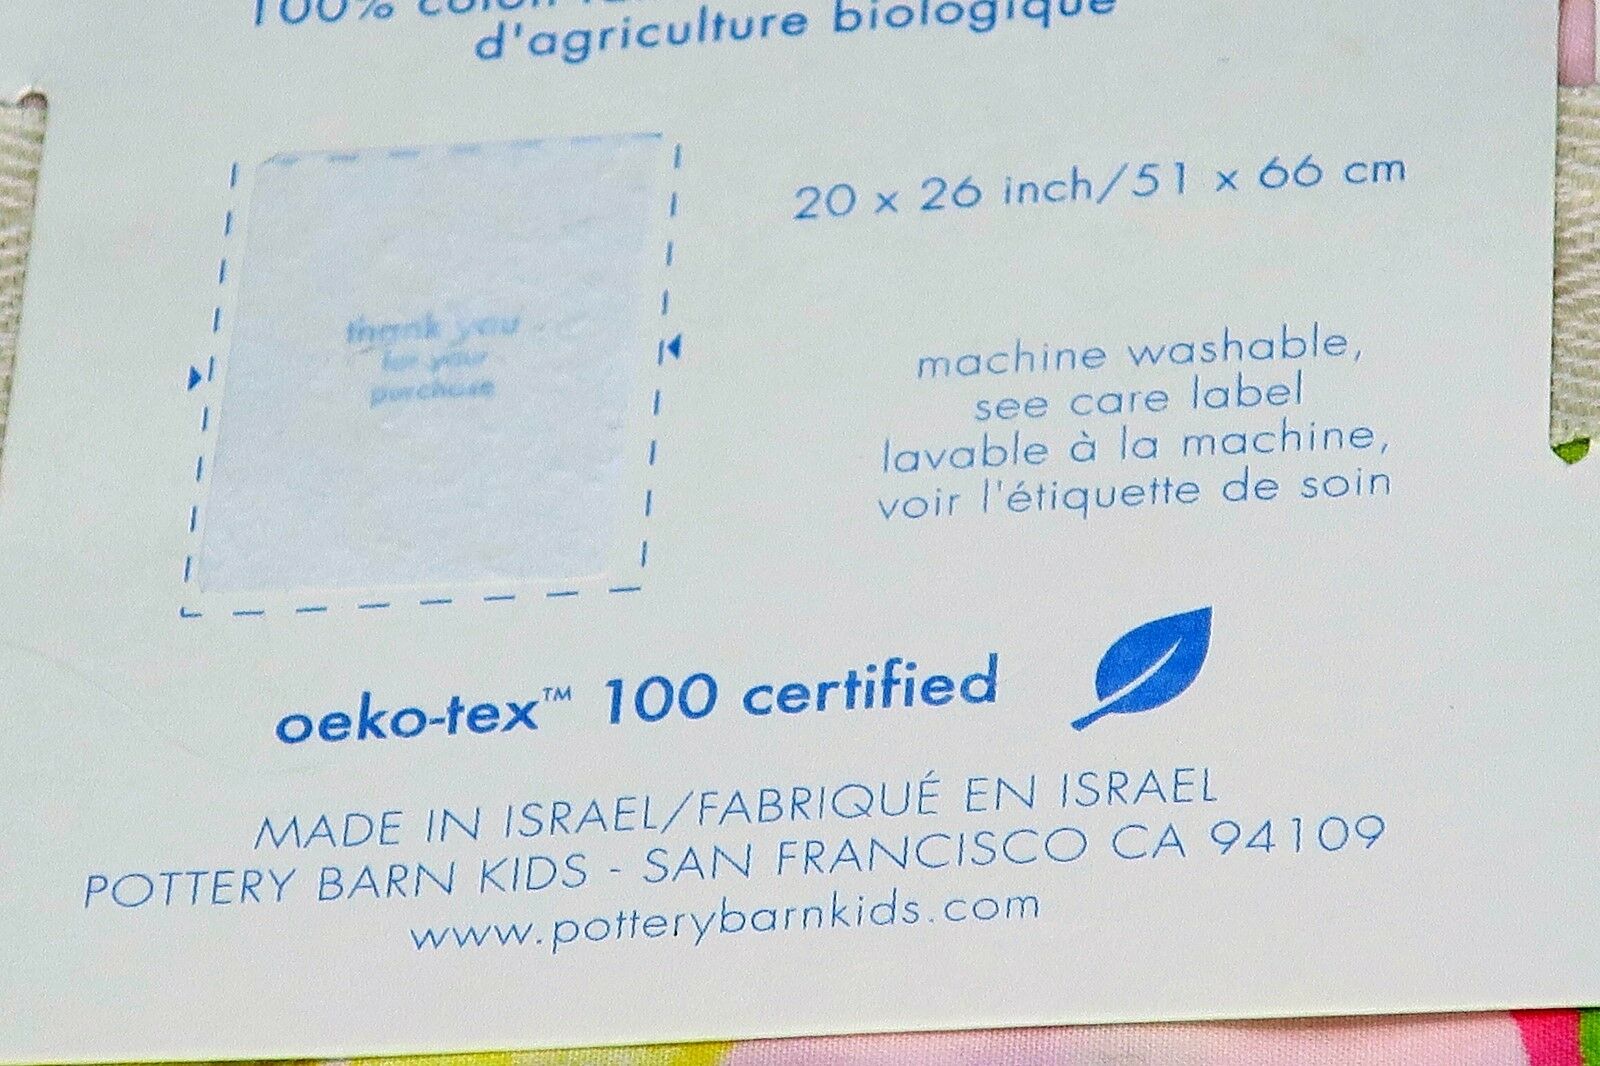 100% coton
d'agriculture biologique
20 x 26 inch/51 x 66 cm
thank you
for your
purchase
machine washable,
see care label
lavable à la machine,
voir l'étiquette de soin
oeko-tex™ 100 certified
MADE IN ISRAEL/FABRIQUÉ EN ISRAEL
POTTERY BARN KIDS - SAN FRANCISCO CA 94109
www.potterybarnkids.com